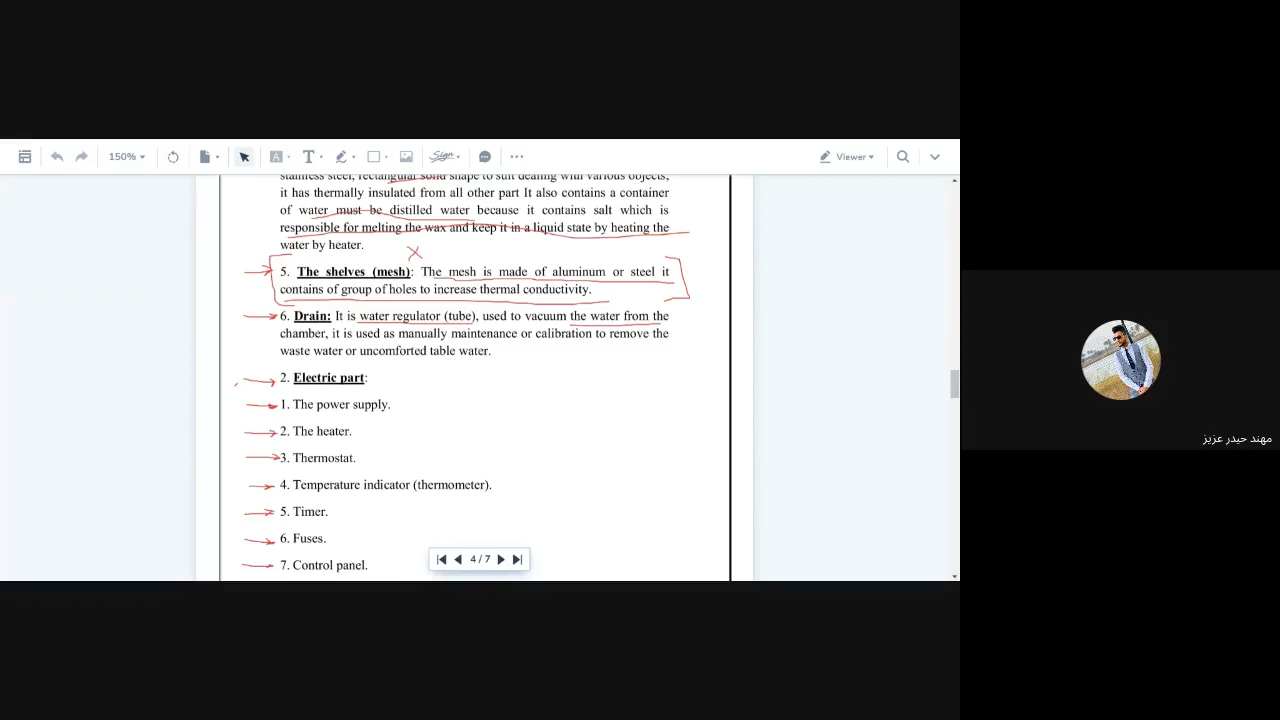 150%
A
T
Sign
Viewer
stainless steel, rectangular solid shape to suit dealing with various objects,
it has thermally insulated from all other part It also contains a container
of water must be distilled water because it contains salt which is
responsible for melting the wax and keep it in a liquid state by heating the
water by heater.
5. The shelves (mesh): The mesh is made of aluminum or steel it
contains of group of holes to increase thermal conductivity.
6. Drain: It is water regulator (tube), used to vacuum the water from the
chamber, it is used as manually maintenance or calibration to remove the
waste water or uncomforted table water.
2. Electric part:
1. The power supply.
2. The heater.
3. Thermostat.
4. Temperature indicator (thermometer).
5. Timer.
6. Fuses.
7. Control panel.
4 / 7
مهند حيدر عزيز